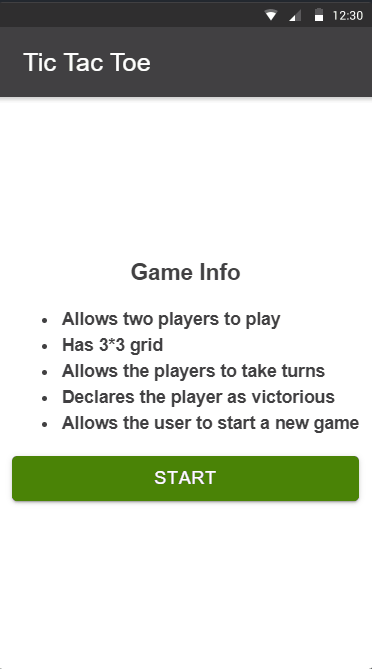 12:30
Tic Tac Toe
Game Info
• Allows two players to play
• Has 3*3 grid
• Allows the players to take turns
• Declares the player as victorious
• Allows the user to start a new game
START